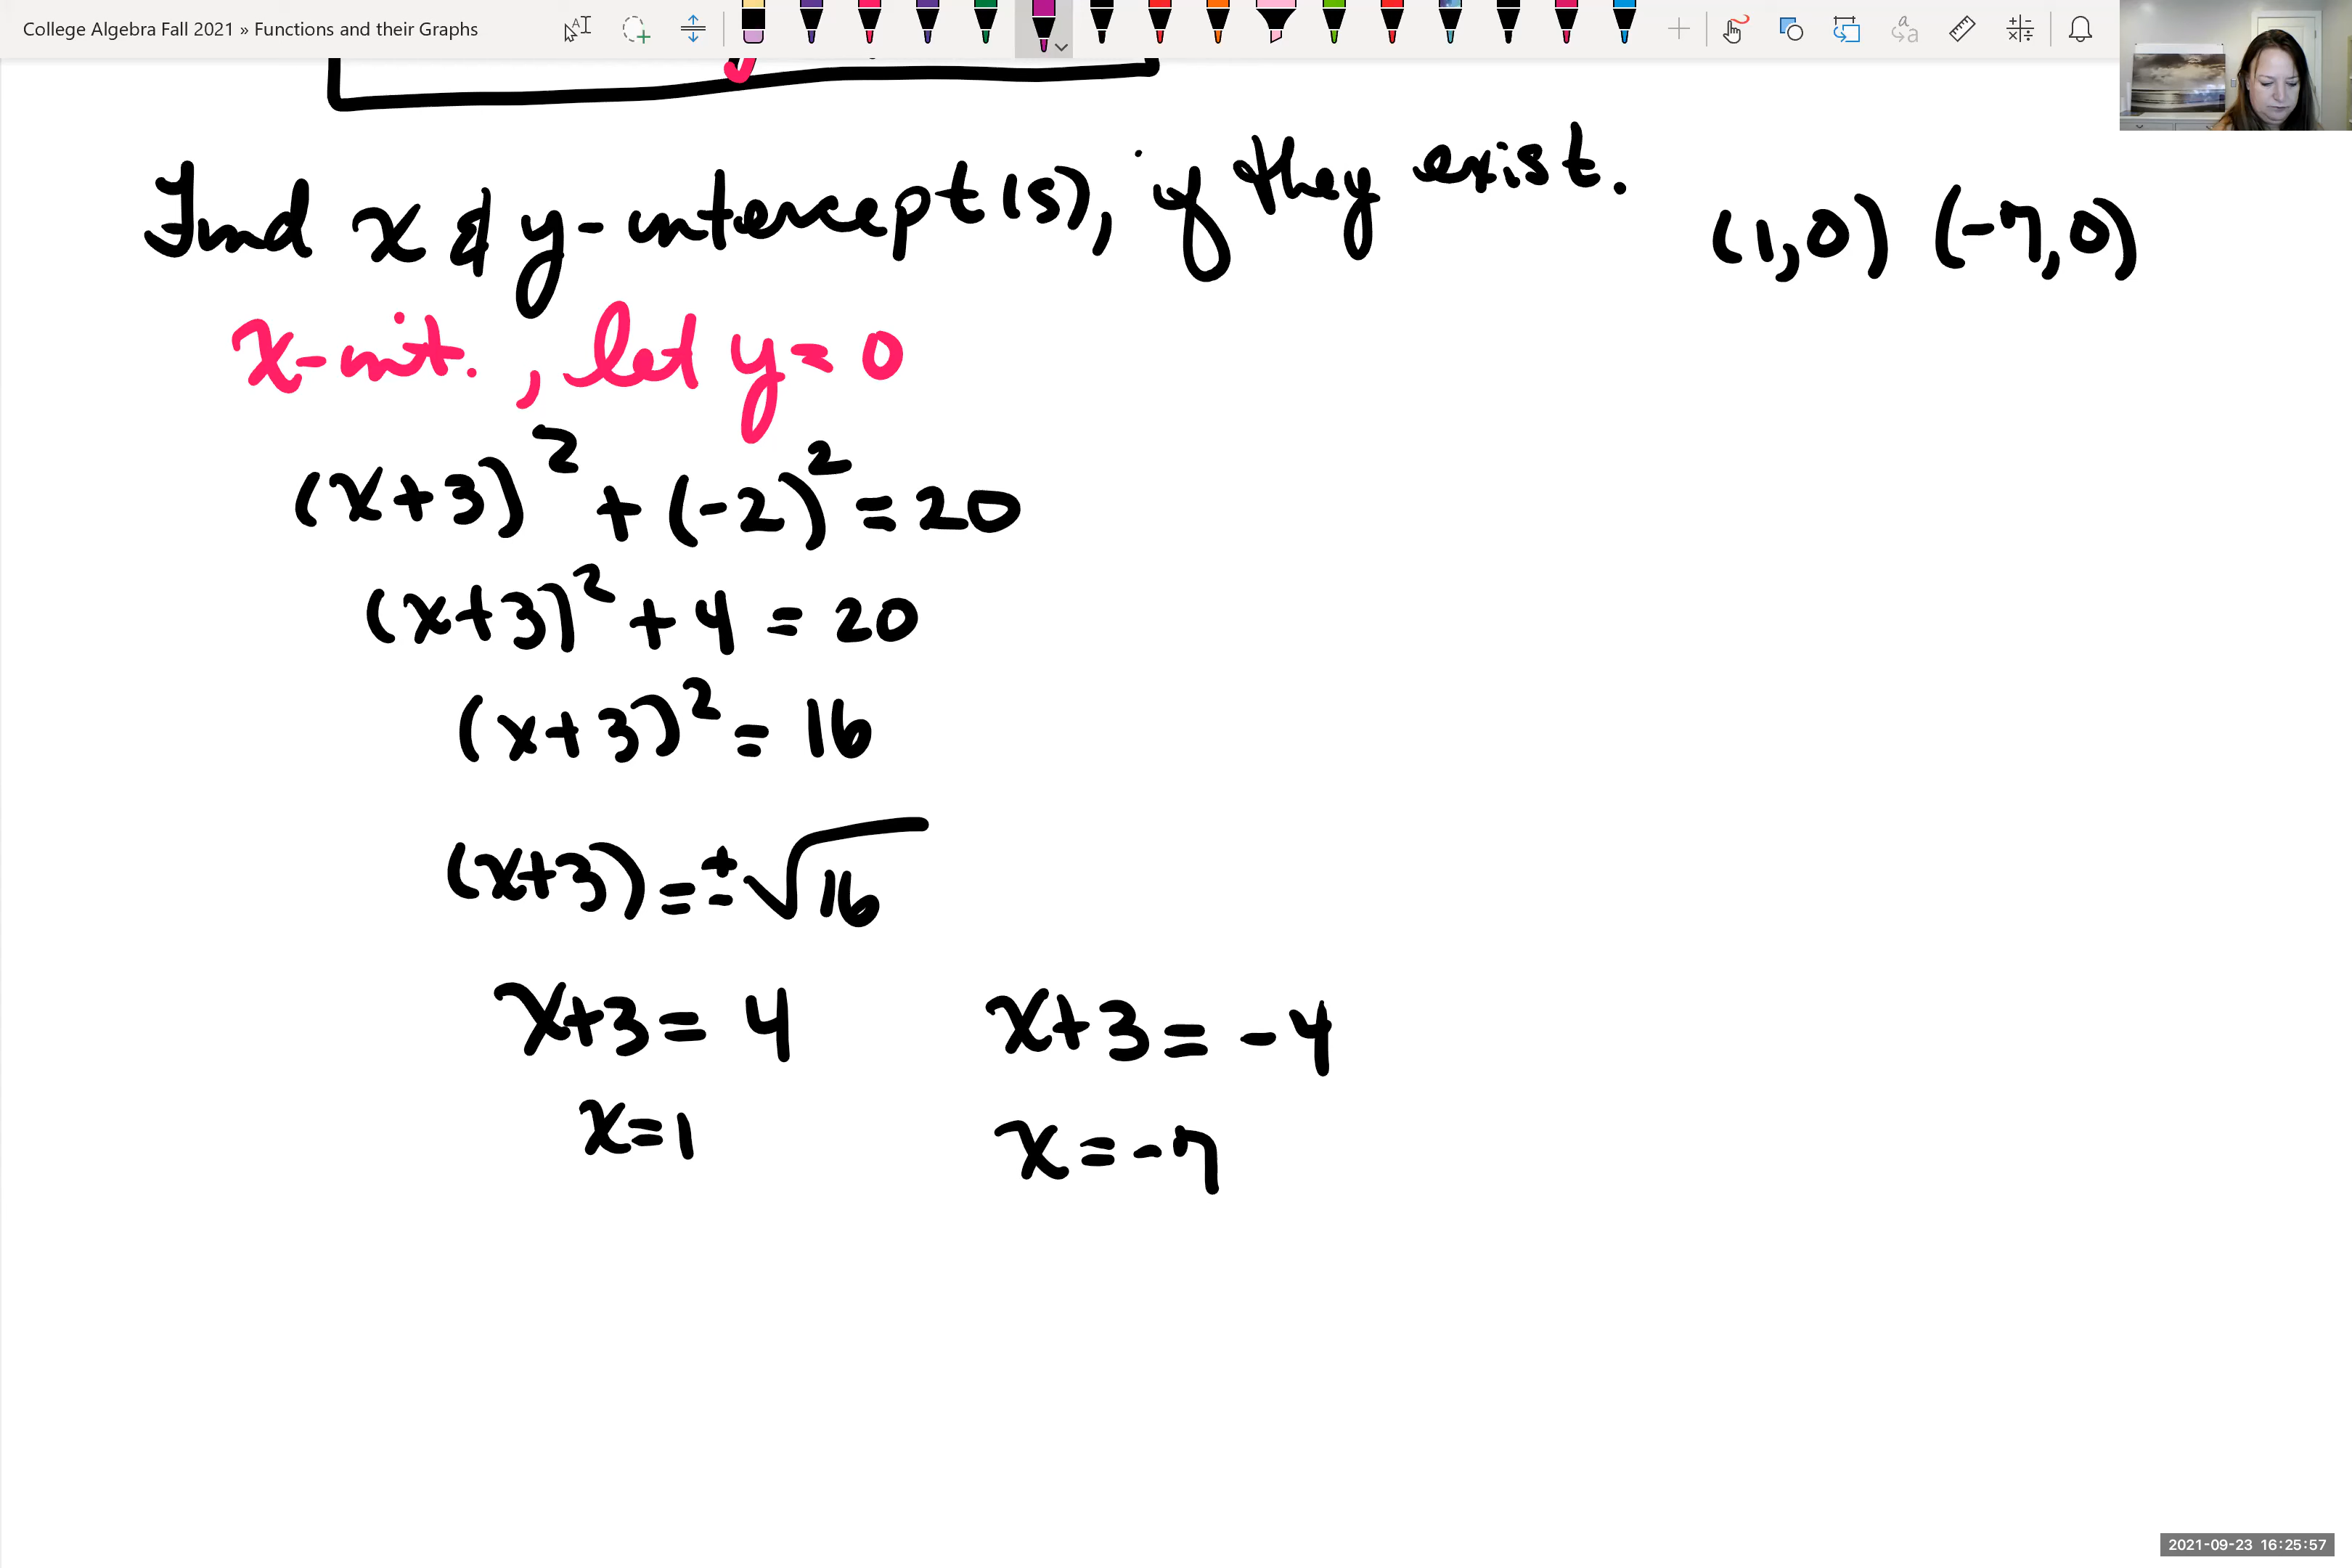 College Algebra Fall 2021 » Functions and their Graphs
Find x & y-intercept(s), if they exist.
(1,0) (-7,0)
x-int., let y=0
(x+3)² + (-2)² = 20
(x+3)² + 4 = 20
(x+3)² = 16
(x+3) = ±√16
x+3 = 4 x+3 = -4
x=1 x=-7
2021-09-23 16:25:57